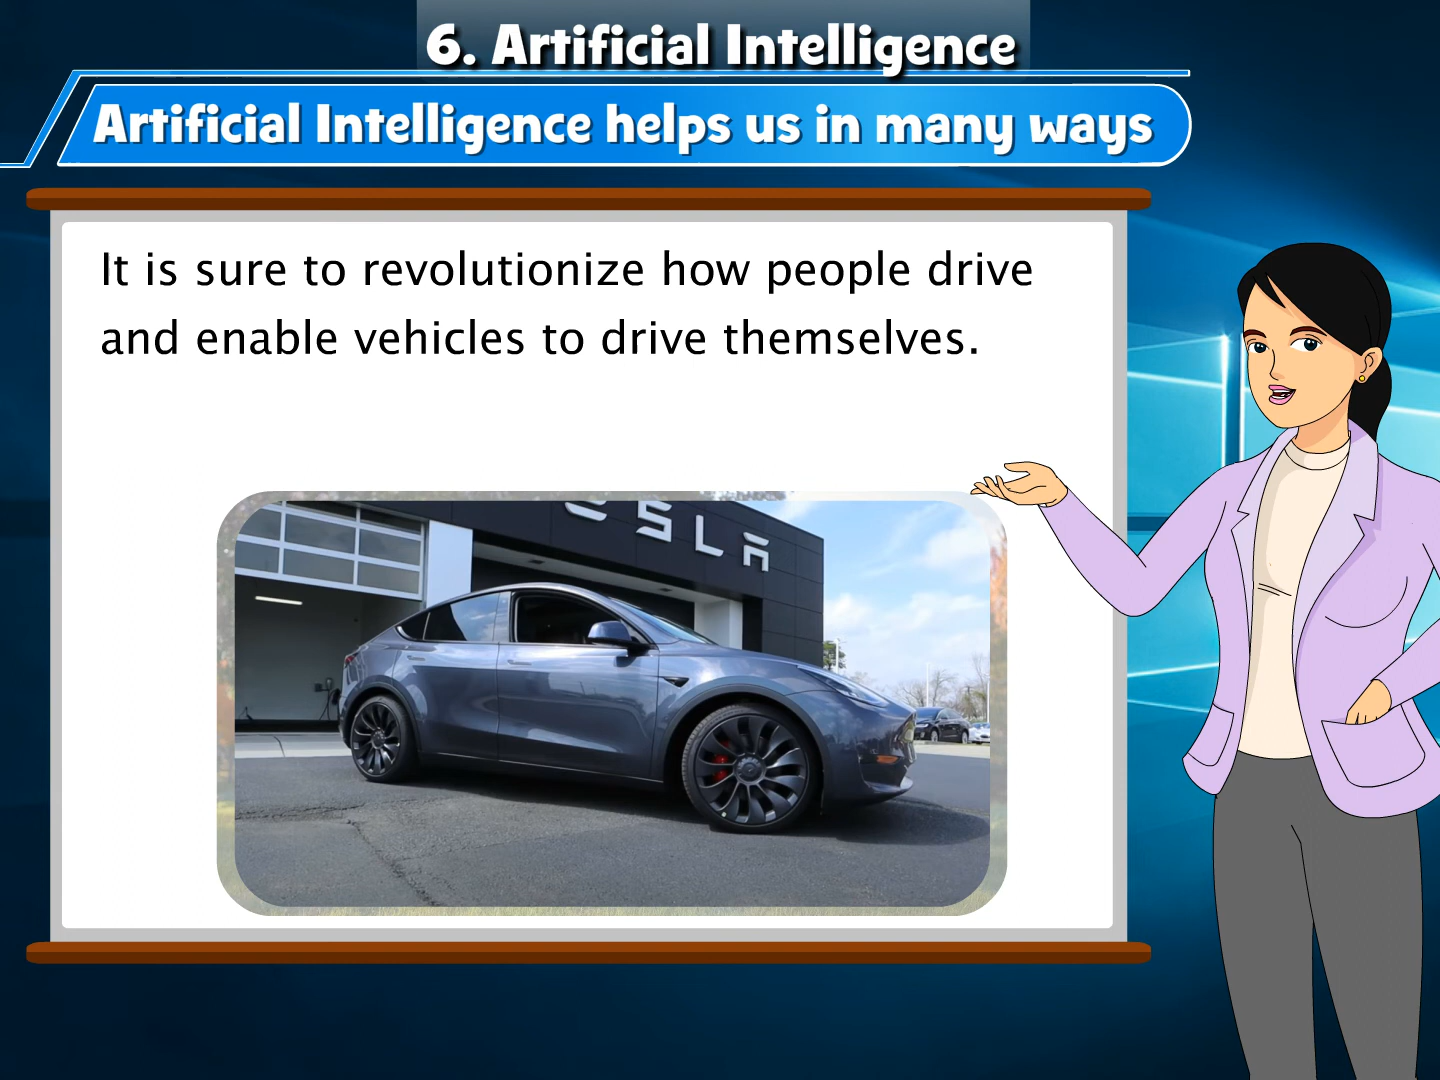 6. Artificial Intelligence
Artificial Intelligence helps us in many ways
It is sure to revolutionize how people drive
and enable vehicles to drive themselves.
TESLA